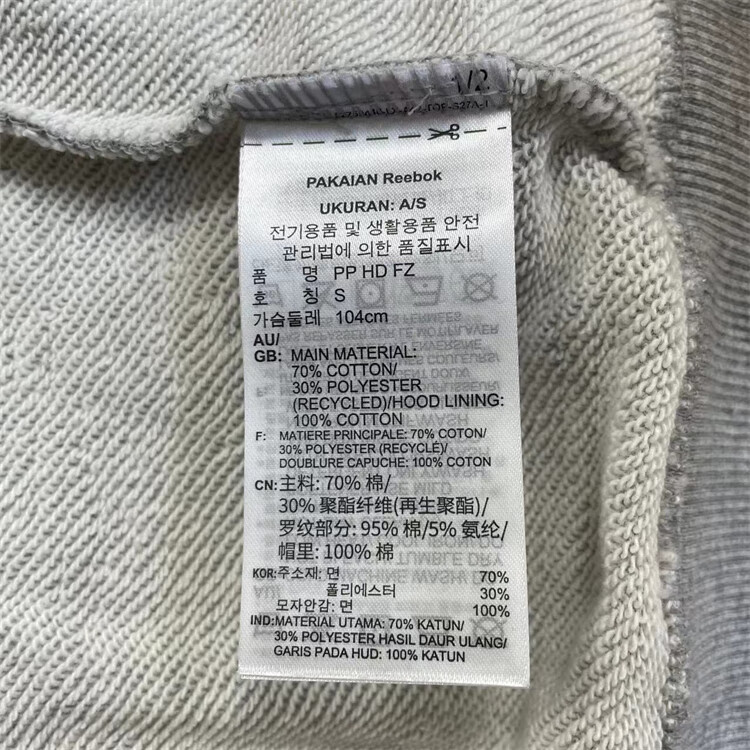 1/2
PAKAIAN Reebok
UKURAN: A/S
전기용품 및 생활용품 안전
관리법에 의한 품질표시
품 명 PP HD FZ
호 칭 S
가슴둘레 104cm
AU/
GB: MAIN MATERIAL:
70% COTTON/
30% POLYESTER
(RECYCLED)/HOOD LINING:
100% COTTON
F: MATIERE PRINCIPALE: 70% COTON/
30% POLYESTER (RECYCLÉ)/
DOUBLURE CAPUCHE: 100% COTON
CN: 主料: 70% 棉/
30% 聚酯纤维(再生聚酯)/
罗纹部分: 95% 棉/5% 氨纶/
帽里: 100% 棉
KOR: 주소재: 면 70%
폴리에스터 30%
모자안감: 면 100%
IND: MATERIAL UTAMA: 70% KATUN/
30% POLYESTER HASIL DAUR ULANG/
GARIS PADA HUD: 100% KATUN